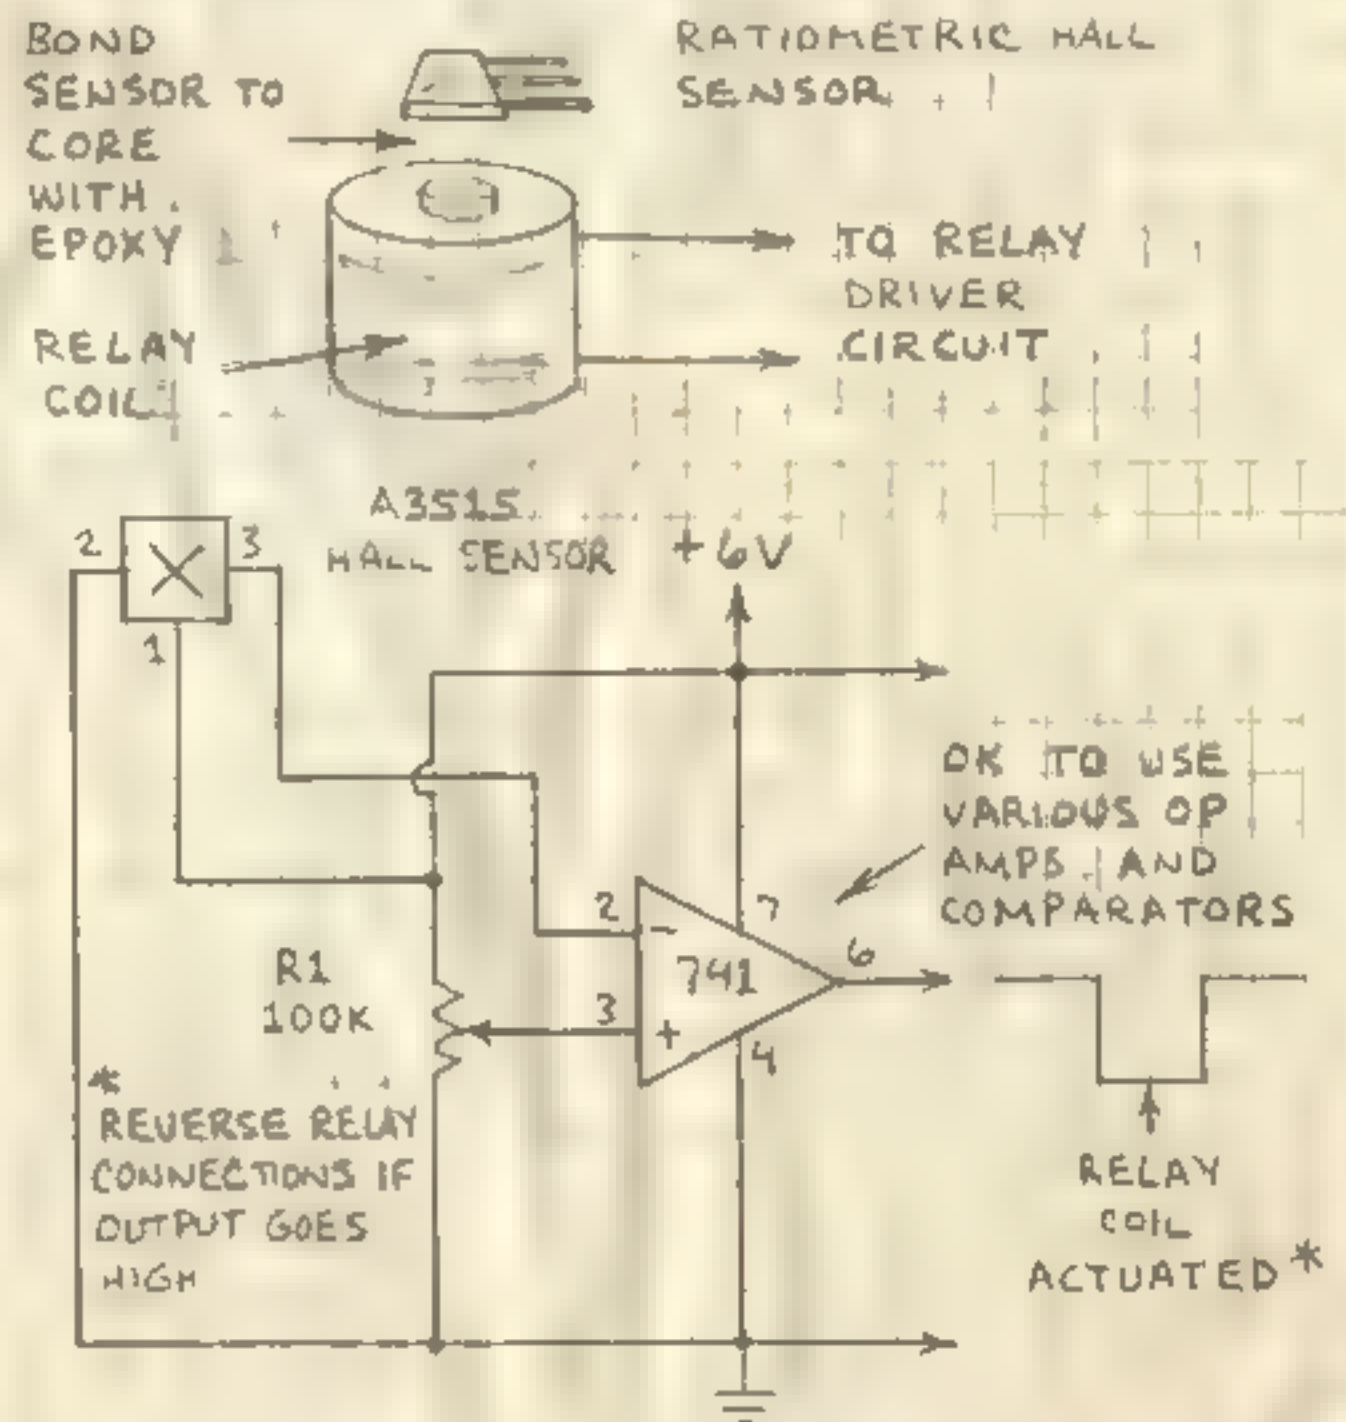 BOND
SENSOR TO
CORE
WITH
EPOXY
RATIOMETRIC HALL
SENSOR
TO RELAY
DRIVER
CIRCUIT
RELAY
COIL
A3515
HALL SENSOR
+6V
2
3
1
OK TO USE
VARIOUS OP
AMPS AND
COMPARATORS
2
-
7
741
6
3
+
4
R1
100K
*
REVERSE RELAY
CONNECTIONS IF
OUTPUT GOES
HIGH
RELAY
COIL
ACTUATED*